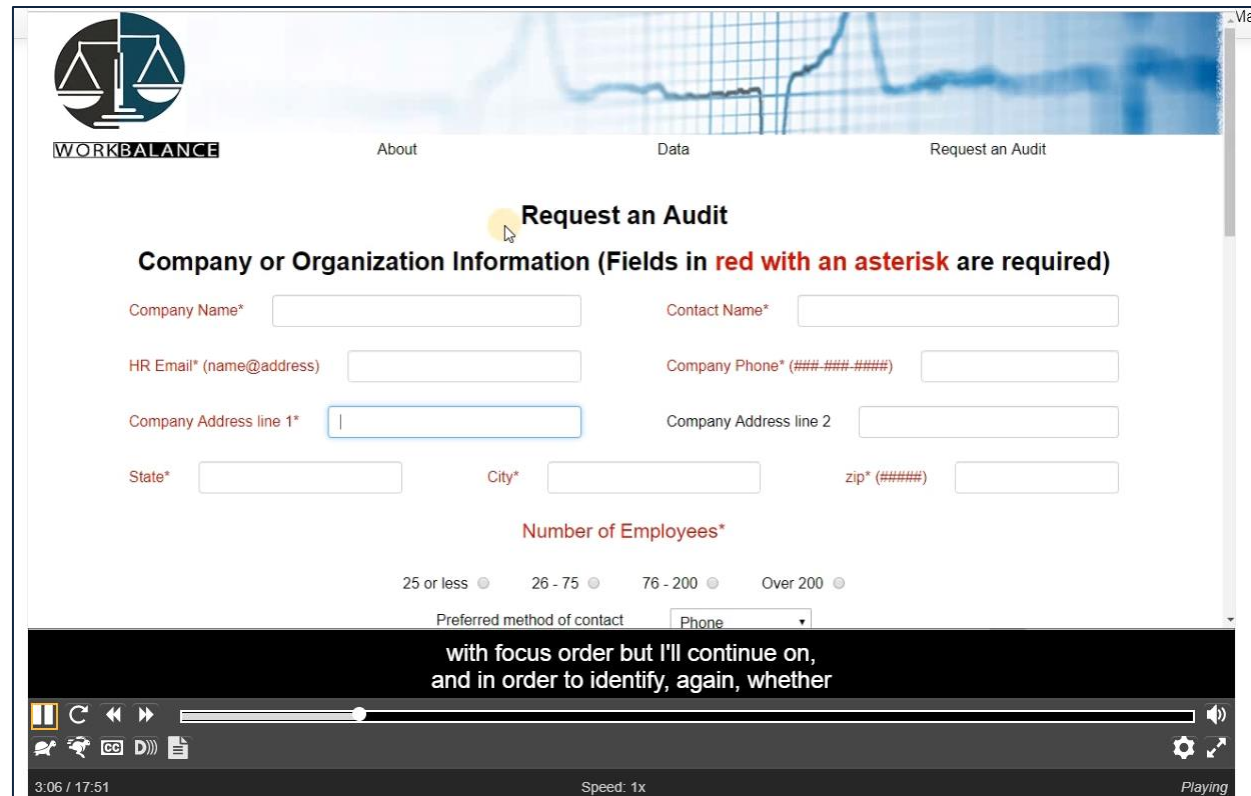 Ma
WORKBALANCE
About Data Request an Audit
Request an Audit
Company or Organization Information (Fields in red with an asterisk are required)
Company Name* Contact Name*
HR Email* (name@address) Company Phone* (###-###-####)
Company Address line 1* Company Address line 2
State* City* zip* (#####)
Number of Employees*
25 or less 26 - 75 76 - 200 Over 200
Preferred method of contact Phone
with focus order but I'll continue on,
and in order to identify, again, whether
CC D
3:06 / 17:51 Speed: 1x Playing